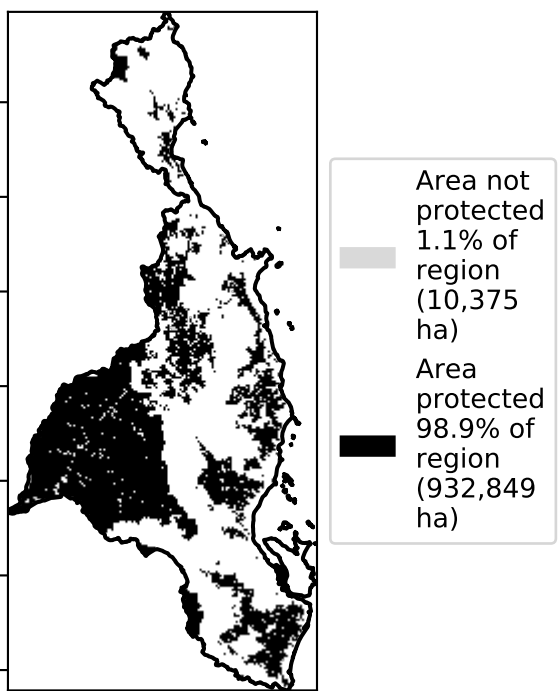 Area not
protected
1.1% of
region
(10,375
ha)
Area
protected
98.9% of
region
(932,849
ha)